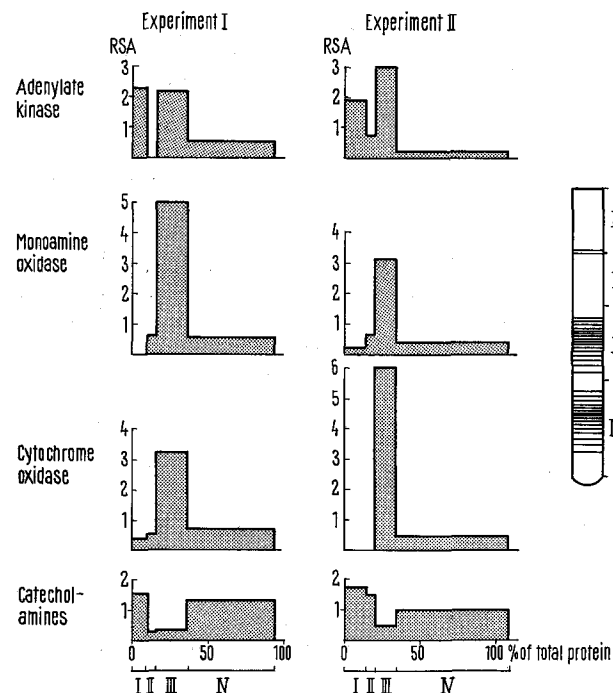 Experiment I
Experiment II
RSA
RSA
Adenylate
kinase
3
2
1
3
2
1
Monoamine
oxidase
5
4
3
2
1
4
3
2
1
Cytochrome
oxidase
4
3
2
1
6
5
4
3
2
1
Catechol-
amines
2
1
2
1
0 50 100
0 50 100 % of total protein
I II III IV
I II III IV